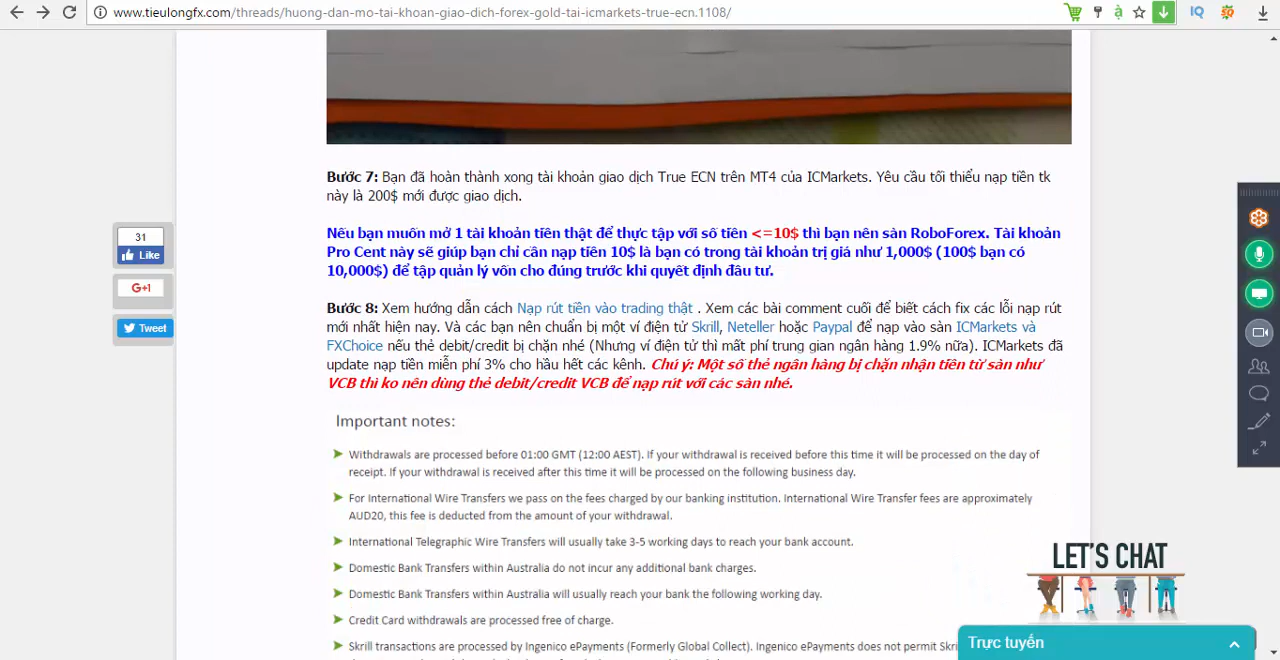 www.tieulongfx.com/threads/huong-dan-mo-tai-khoan-giao-dich-forex-gold-tai-icmarkets-true-ecn.1108/
IQ
Bước 7: Bạn đã hoàn thành xong tài khoản giao dịch True ECN trên MT4 của ICMarkets. Yêu cầu tối thiểu nạp tiền tk
này là 200$ mới được giao dịch.
31
Like
G+1
Tweet
Nếu bạn muốn mở 1 tài khoản tiền thật để thực tập với số tiền <=10$ thì bạn nên sàn RoboForex. Tài khoản
Pro Cent này sẽ giúp bạn chỉ cần nạp tiền 10$ là bạn có trong tài khoản trị giá như 1,000$ (100$ bạn có
10,000$) để tập quản lý vốn cho đúng trước khi quyết định đầu tư.
Bước 8: Xem hướng dẫn cách Nạp rút tiền vào trading thật . Xem các bài comment cuối để biết cách fix các lỗi nạp rút
mới nhất hiện nay. Và các bạn nên chuẩn bị một ví điện tử Skrill, Neteller hoặc Paypal để nạp vào sàn ICMarkets và
FXChoice nếu thẻ debit/credit bị chặn nhé (Nhưng ví điện tử thì mất phí trung gian ngân hàng 1.9% nữa). ICMarkets đã
update nạp tiền miễn phí 3% cho hầu hết các kênh. Chú ý: Một số thẻ ngân hàng bị chặn nhận tiền từ sàn như
VCB thì ko nên dùng thẻ debit/credit VCB để nạp rút với các sàn nhé.
Important notes:
Withdrawals are processed before 01:00 GMT (12:00 AEST). If your withdrawal is received before this time it will be processed on the day of
receipt. If your withdrawal is received after this time it will be processed on the following business day.
For International Wire Transfers we pass on the fees charged by our banking institution. International Wire Transfer fees are approximately
AUD20, this fee is deducted from the amount of your withdrawal.
International Telegraphic Wire Transfers will usually take 3-5 working days to reach your bank account.
Domestic Bank Transfers within Australia do not incur any additional bank charges.
Domestic Bank Transfers within Australia will usually reach your bank the following working day.
Credit Card withdrawals are processed free of charge.
Skrill transactions are processed by Ingenico ePayments (Formerly Global Collect). Ingenico ePayments does not permit
LET'S CHAT
Trực tuyến